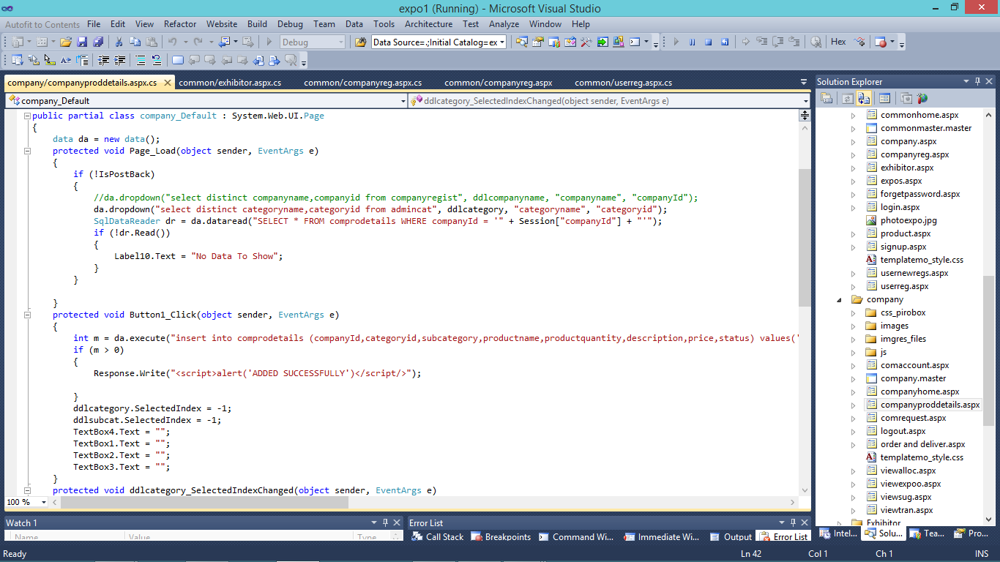 expo1 (Running) - Microsoft Visual Studio
Autofit to Contents File Edit View Refactor Website Build Debug Team Data Tools Architecture Test Analyze Window Help
Debug Data Source=.;Initial Catalog=ex Hex
company/companyproddetails.aspx.cs common/exhibitor.aspx.cs common/companyreg.aspx.cs common/companyreg.aspx common/userreg.aspx.cs
company_Default ddlcategory_SelectedIndexChanged(object sender, EventArgs e)
public partial class company_Default : System.Web.UI.Page
{
data da = new data();
protected void Page_Load(object sender, EventArgs e)
{
if (!IsPostBack)
{
//da.dropdown("select distinct companyname,companyid from companyregist", ddlcompanyname, "companyname", "companyId");
da.dropdown("select distinct categoryname,categoryid from admincat", ddlcategory, "categoryname", "categoryid");
SqlDataReader dr = da.dataread("SELECT * FROM comprodetails WHERE companyId = '" + Session["companyId"] + "'");
if (!dr.Read())
{
Label10.Text = "No Data To Show";
}
}
}
protected void Button1_Click(object sender, EventArgs e)
{
int m = da.execute("insert into comprodetails (companyId,categoryid,subcategory,productname,productquantity,description,price,status) values('
if (m > 0)
{
Response.Write("<script>alert('ADDED SUCCESSFULLY')</script/>");
}
ddlcategory.SelectedIndex = -1;
ddlsubcat.SelectedIndex = -1;
TextBox4.Text = "";
TextBox1.Text = "";
TextBox2.Text = "";
TextBox3.Text = "";
}
protected void ddlcategory_SelectedIndexChanged(object sender, EventArgs e)
100 %
Solution Explorer
commonhome.aspx
commonmaster.master
company.aspx
companyreg.aspx
exhibitor.aspx
expos.aspx
forgetpassword.aspx
login.aspx
photoexpo.jpg
product.aspx
signup.aspx
templatemo_style.css
usernewregs.aspx
userreg.aspx
company
css_pirobox
images
imgres_files
js
comaccount.aspx
company.master
companyhome.aspx
companyproddetails.aspx
comrequest.aspx
logout.aspx
order and deliver.aspx
templatemo_style.css
viewalloc.aspx
viewexpoo.aspx
viewsug.aspx
viewtran.aspx
Exhibitor
Intel... Solu... Tea... Pro...
Watch 1
Name Value Type
Error List
Call Stack Breakpoints Command Wi... Immediate Wi... Output Error List
Ready Ln 42 Col 1 Ch 1 INS